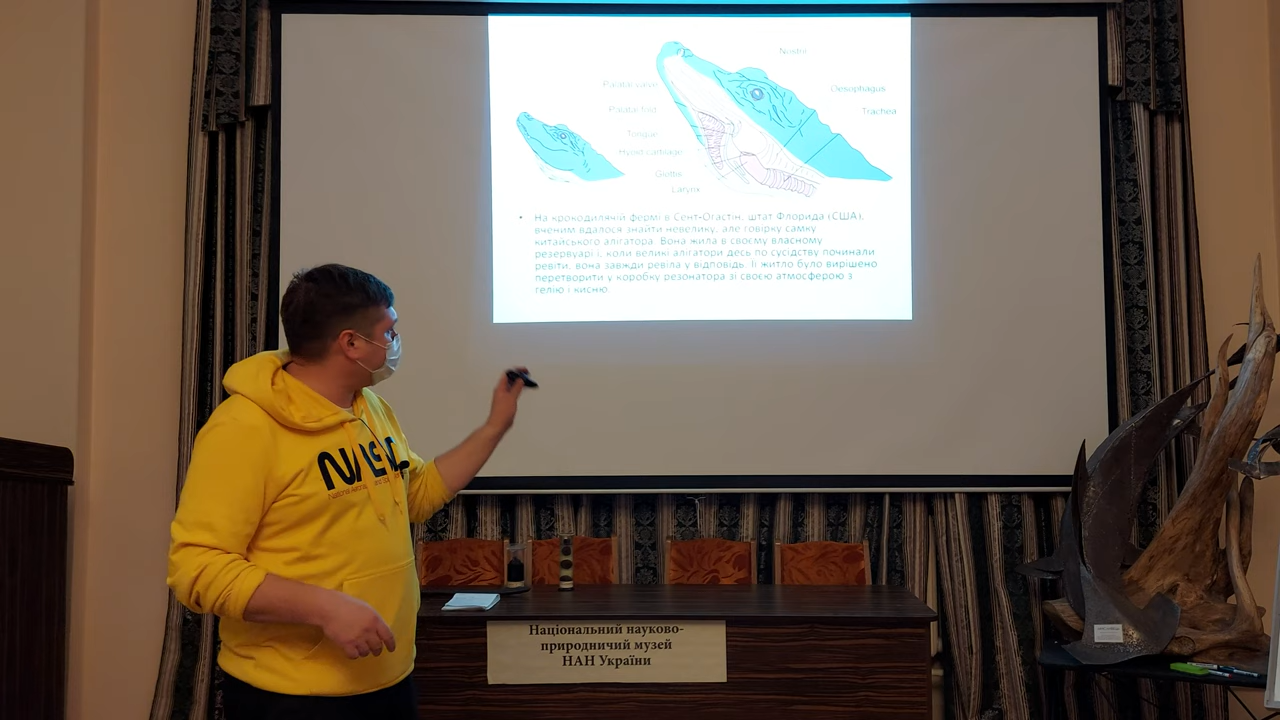 Nostril
Palatal valve
Oesophagus
Palatal fold
Trachea
Tongue
Hyoid cartilage
Glottis
Larynx
• На крокодилячій фермі в Сент-Огастін, штат Флорида (США),
вченим вдалося знайти невелику, але говірку самку
китайського алігатора. Вона жила в своєму власному
резервуарі і, коли великі алігатори десь по сусідству починали
ревіти, вона завжди ревіла у відповідь. Її житло було вирішено
перетворити у коробку резонатора зі своєю атмосферою з
гелію і кисню.
NASA
National
Національний науково-
природничий музей
НАН України